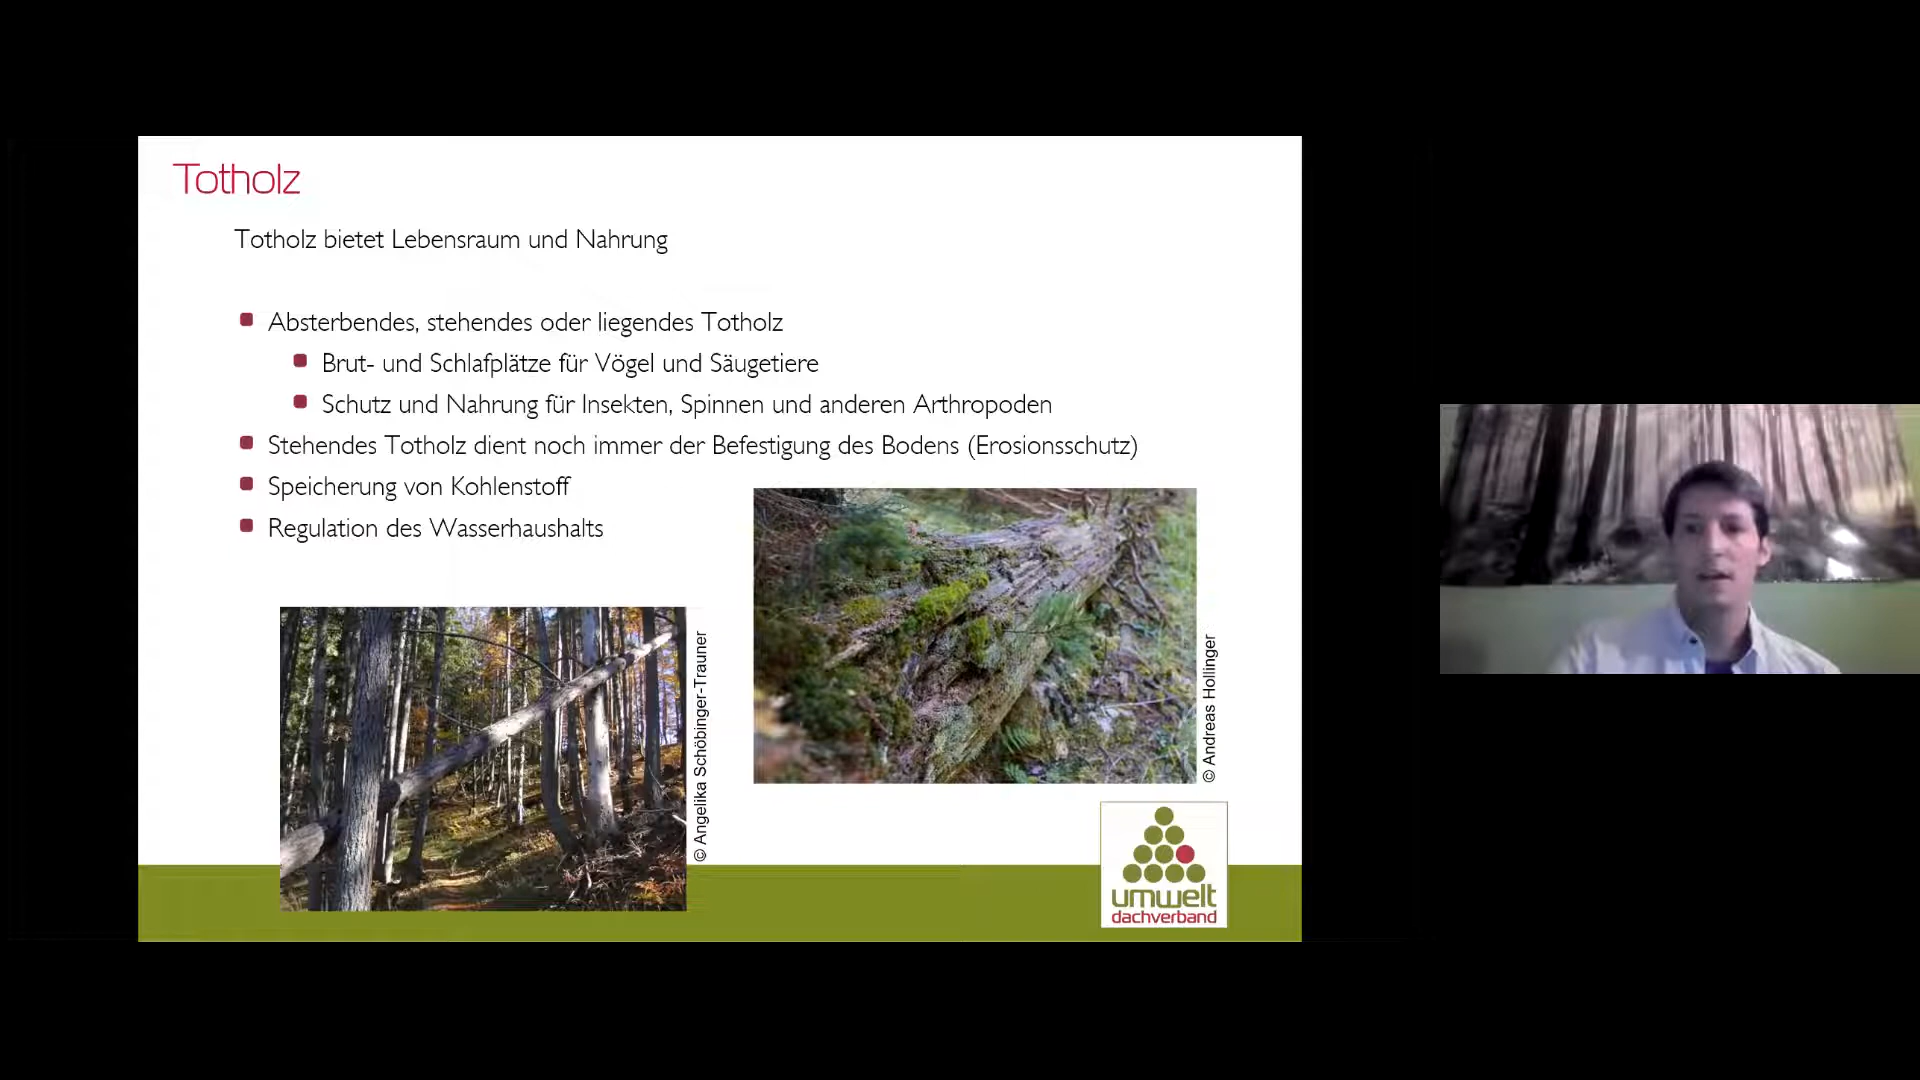 Totholz
Totholz bietet Lebensraum und Nahrung
Absterbendes, stehendes oder liegendes Totholz
Brut- und Schlafplätze für Vögel und Säugetiere
Schutz und Nahrung für Insekten, Spinnen und anderen Arthropoden
Stehendes Totholz dient noch immer der Befestigung des Bodens (Erosionsschutz)
Speicherung von Kohlenstoff
Regulation des Wasserhaushalts
© Angelika Schöbinger-Trauner
© Andreas Hollinger
umwelt
dachverband